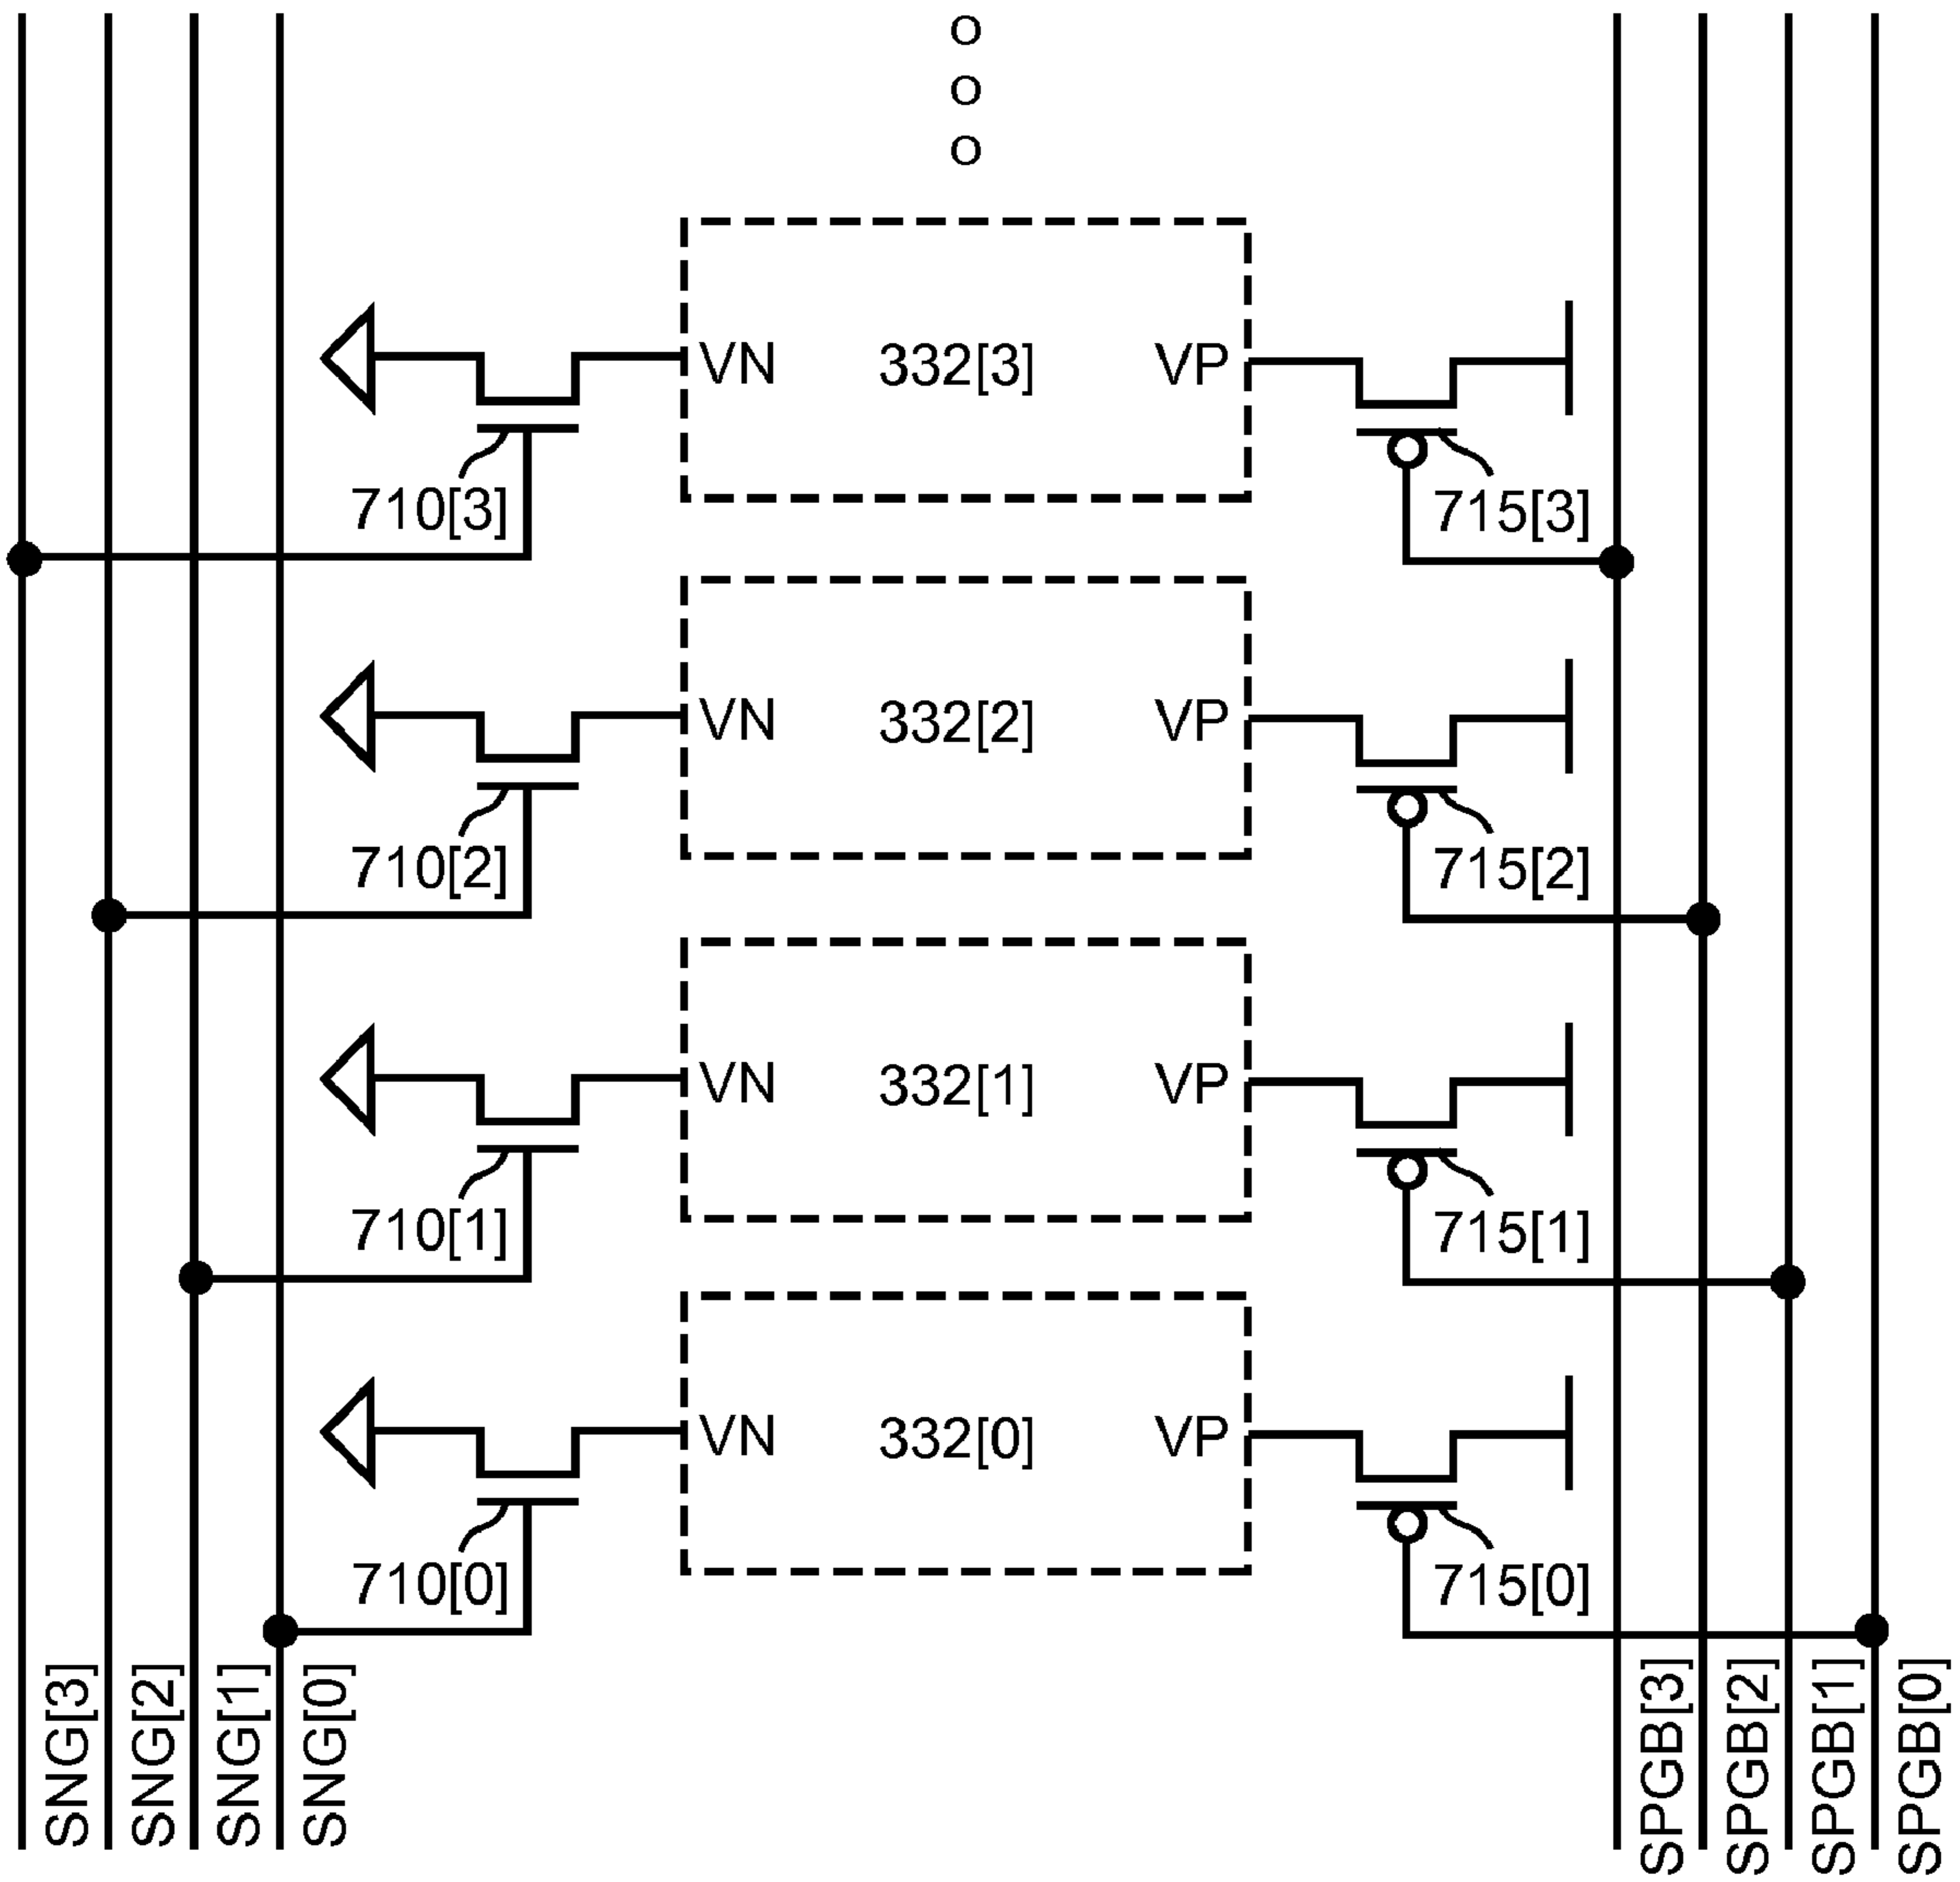 o
o
o
VN 332[3] VP
710[3] 715[3]
VN 332[2] VP
710[2] 715[2]
VN 332[1] VP
710[1] 715[1]
VN 332[0] VP
710[0] 715[0]
SNG[3]
SNG[2]
SNG[1]
SNG[0]
SPGB[3]
SPGB[2]
SPGB[1]
SPGB[0]